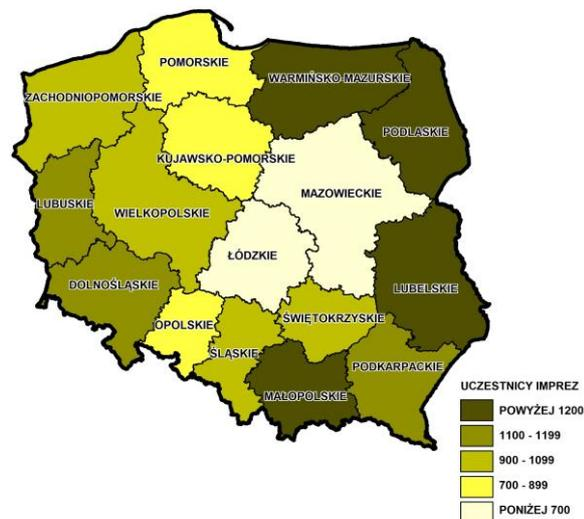 POMORSKIE
WARMIŃSKO-MAZURSKIE
ZACHODNIOPOMORSKIE
PODLASKIE
KUJAWSKO-POMORSKIE
MAZOWIECKIE
LUBUSKIE
WIELKOPOLSKIE
ŁÓDZKIE
DOLNOŚLĄSKIE
LUBELSKIE
OPOLSKIE
ŚWIĘTOKRZYSKIE
ŚLĄSKIE
PODKARPACKIE
MAŁOPOLSKIE
UCZESTNICY IMPREZ
POWYŻEJ 1200
1100 - 1199
900 - 1099
700 - 899
PONIŻEJ 700